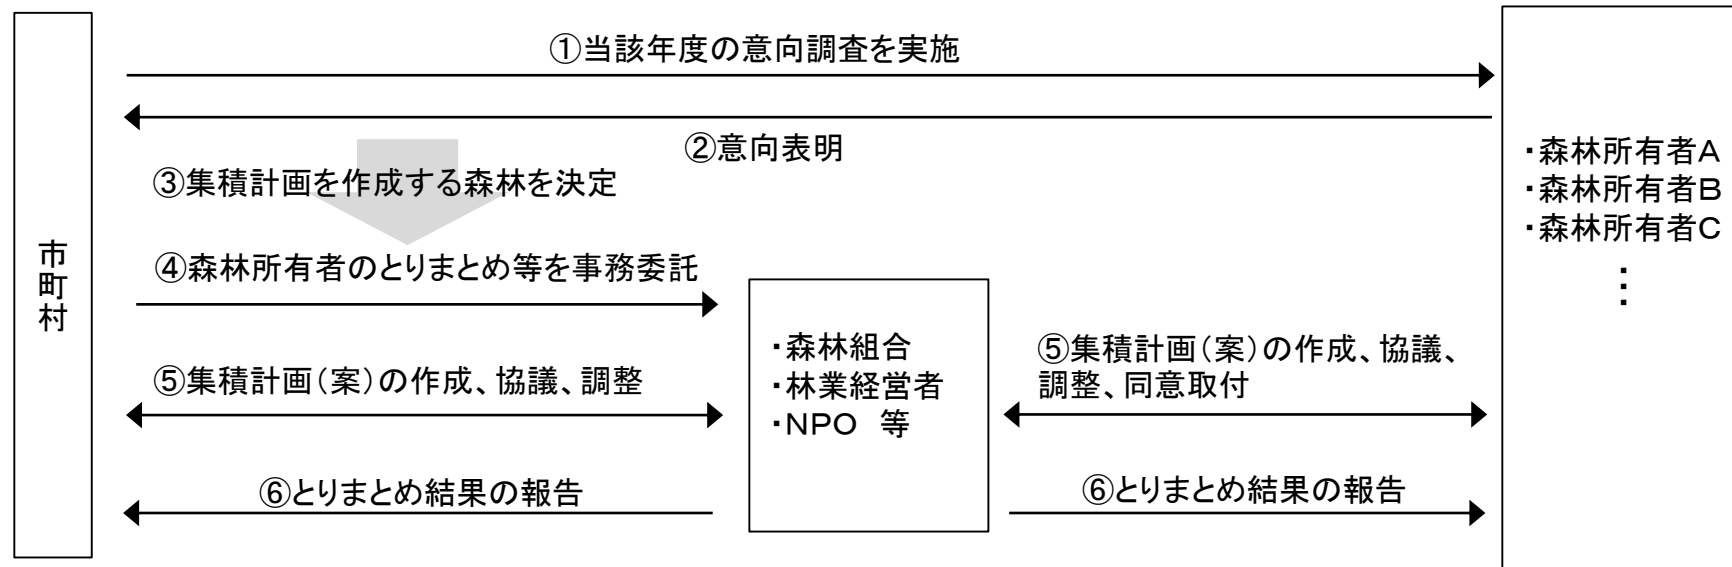 ①当該年度の意向調査を実施
②意向表明
③集積計画を作成する森林を決定
④森林所有者のとりまとめ等を事務委託
⑤集積計画(案)の作成、協議、調整
⑥とりまとめ結果の報告
市町村
・森林組合
・林業経営者
・NPO 等
⑤集積計画(案)の作成、協議、
調整、同意取付
⑥とりまとめ結果の報告
・森林所有者A
・森林所有者B
・森林所有者C
⋮